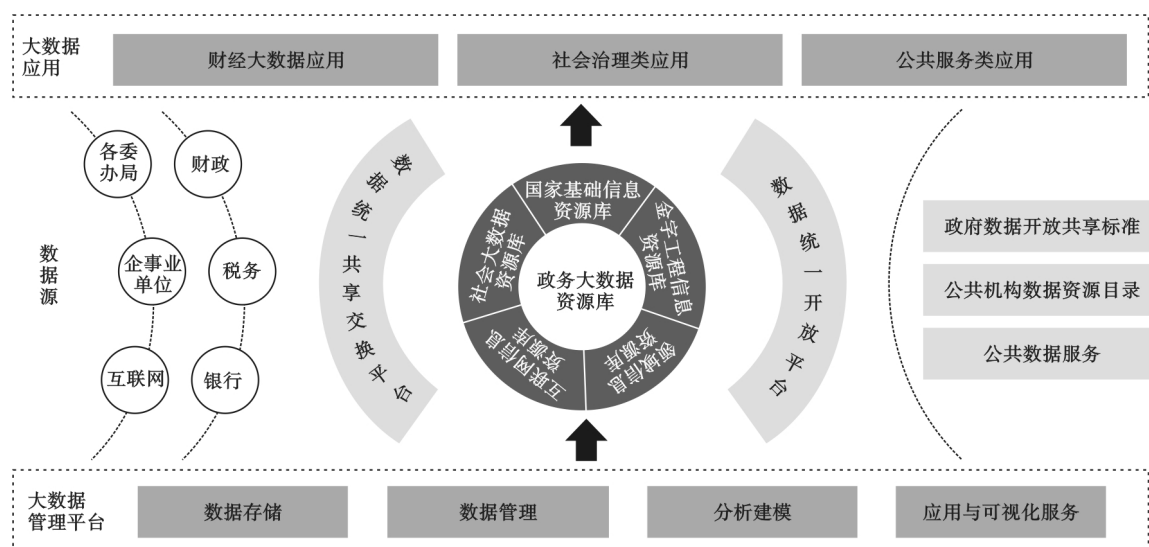 大数据
应用
财经大数据应用
社会治理类应用
公共服务类应用
数据源
各委
办局
财政
企事业
单位
税务
互联网
银行
数据统一共享交换平台
国家基础信息
资源库
金字工程信息
资源库
领域信息
资源库
互联网信息
资源库
社会大数据
资源库
政务大数据
资源库
数据统一开放平台
政府数据开放共享标准
公共机构数据资源目录
公共数据服务
大数据
管理平台
数据存储
数据管理
分析建模
应用与可视化服务